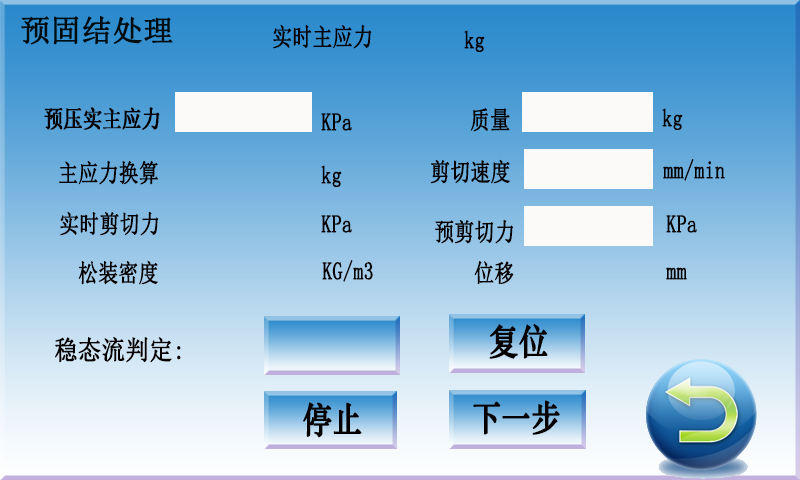 预固结处理 实时主应力 kg
预压实主应力 KPa 质量 kg
主应力换算 kg 剪切速度 mm/min
实时剪切力 KPa 预剪切力 KPa
松装密度 KG/m3 位移 mm
稳态流判定: 复位
停止 下一步